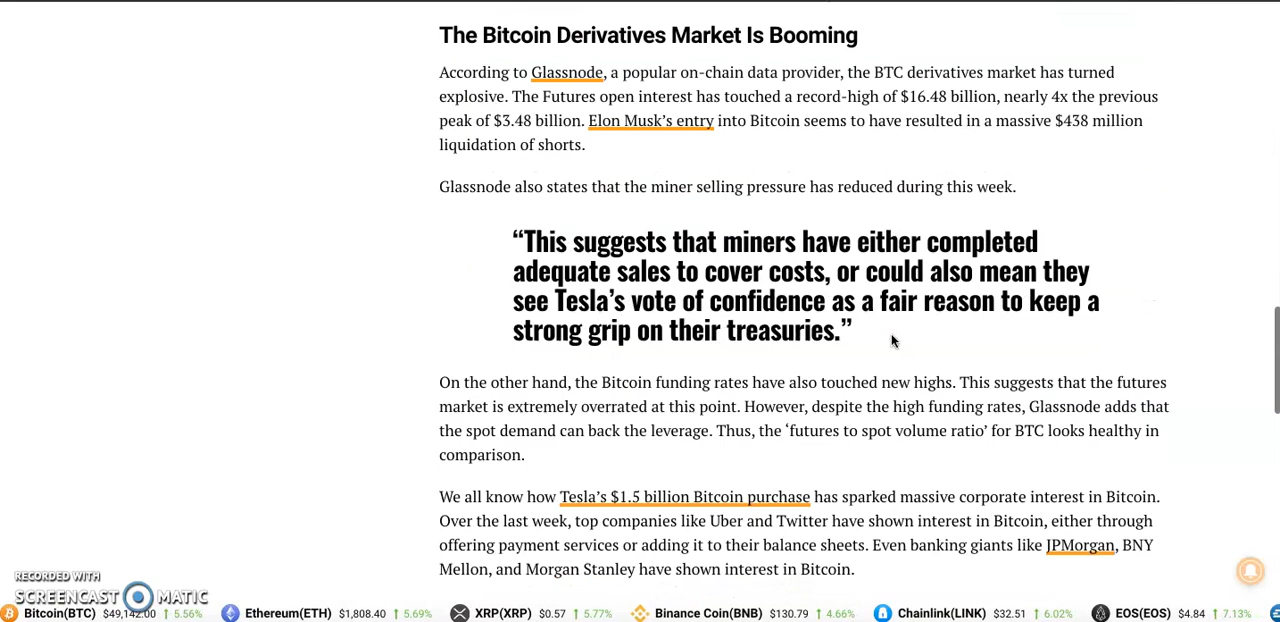 The Bitcoin Derivatives Market Is Booming
According to Glassnode, a popular on-chain data provider, the BTC derivatives market has turned
explosive. The Futures open interest has touched a record-high of $16.48 billion, nearly 4x the previous
peak of $3.48 billion. Elon Musk’s entry into Bitcoin seems to have resulted in a massive $438 million
liquidation of shorts.
Glassnode also states that the miner selling pressure has reduced during this week.
“This suggests that miners have either completed
adequate sales to cover costs, or could also mean they
see Tesla’s vote of confidence as a fair reason to keep a
strong grip on their treasuries.”
On the other hand, the Bitcoin funding rates have also touched new highs. This suggests that the futures
market is extremely overrated at this point. However, despite the high funding rates, Glassnode adds that
the spot demand can back the leverage. Thus, the ‘futures to spot volume ratio’ for BTC looks healthy in
comparison.
We all know how Tesla’s $1.5 billion Bitcoin purchase has sparked massive corporate interest in Bitcoin.
Over the last week, top companies like Uber and Twitter have shown interest in Bitcoin, either through
offering payment services or adding it to their balance sheets. Even banking giants like JPMorgan, BNY
Mellon, and Morgan Stanley have shown interest in Bitcoin.
RECORDED WITH
SCREENCAST MATIC
Bitcoin(BTC) $49,142.00 ↑ 5.56% Ethereum(ETH) $1,808.40 ↑ 5.69% XRP(XRP) $0.57 ↑ 5.77% Binance Coin(BNB) $130.79 ↑ 4.66% Chainlink(LINK) $32.51 ↑ 6.02% EOS(EOS) $4.84 ↑ 7.13%